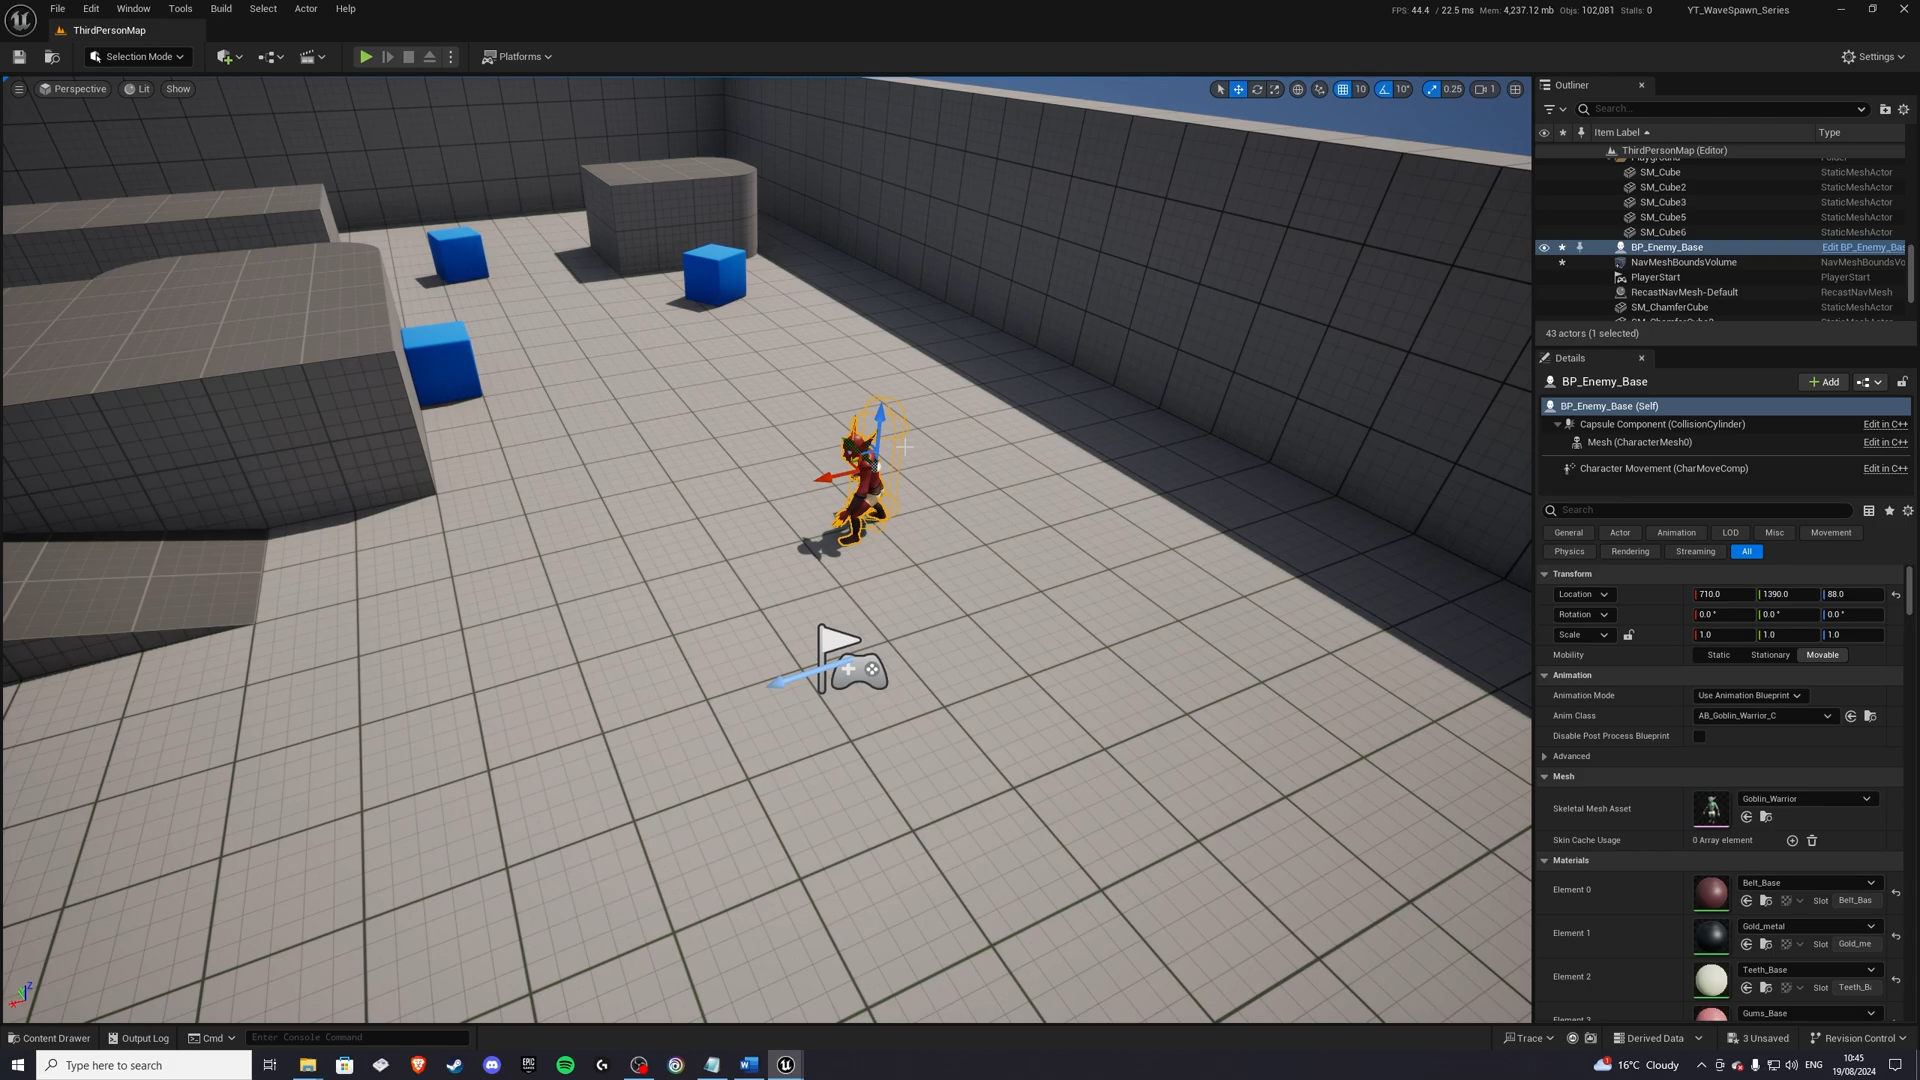 File Edit Window Tools Build Select Actor Help
FPS: 44.4 / 22.5 ms Mem: 4,237.12 mb Objs: 102,081 Stalls: 0
YT_WaveSpawn_Series
ThirdPersonMap
Selection Mode
Platforms
Settings
Perspective Lit Show
10 10° 0.25 1
Outliner
Search...
Item Label Type
ThirdPersonMap (Editor)
SM_Cube StaticMeshActor
SM_Cube2 StaticMeshActor
SM_Cube3 StaticMeshActor
SM_Cube5 StaticMeshActor
SM_Cube6 StaticMeshActor
BP_Enemy_Base Edit BP_Enemy_Bas
NavMeshBoundsVolume NavMeshBoundsVo
PlayerStart PlayerStart
RecastNavMesh-Default RecastNavMesh
SM_ChamferCube StaticMeshActor
43 actors (1 selected)
Details
BP_Enemy_Base
Add
BP_Enemy_Base (Self)
Capsule Component (CollisionCylinder) Edit in C++
Mesh (CharacterMesh0) Edit in C++
Character Movement (CharMoveComp) Edit in C++
Search
General Actor Animation LOD Misc Movement
Physics Rendering Streaming All
Transform
Location 710.0 1390.0 88.0
Rotation 0.0 ° 0.0 ° 0.0 °
Scale 1.0 1.0 1.0
Mobility Static Stationary Movable
Animation
Animation Mode Use Animation Blueprint
Anim Class AB_Goblin_Warrior_C
Disable Post Process Blueprint
Advanced
Mesh
Skeletal Mesh Asset Goblin_Warrior
Skin Cache Usage 0 Array element
Materials
Element 0 Belt_Base
Slot Belt_Bas
Element 1 Gold_metal
Slot Gold_me
Element 2 Teeth_Base
Slot Teeth_B
Gums_Base
Z
Content Drawer Output Log Cmd Enter Console Command
Trace Derived Data 3 Unsaved Revision Control
Type here to search
16°C Cloudy
ENG
10:45
19/08/2024